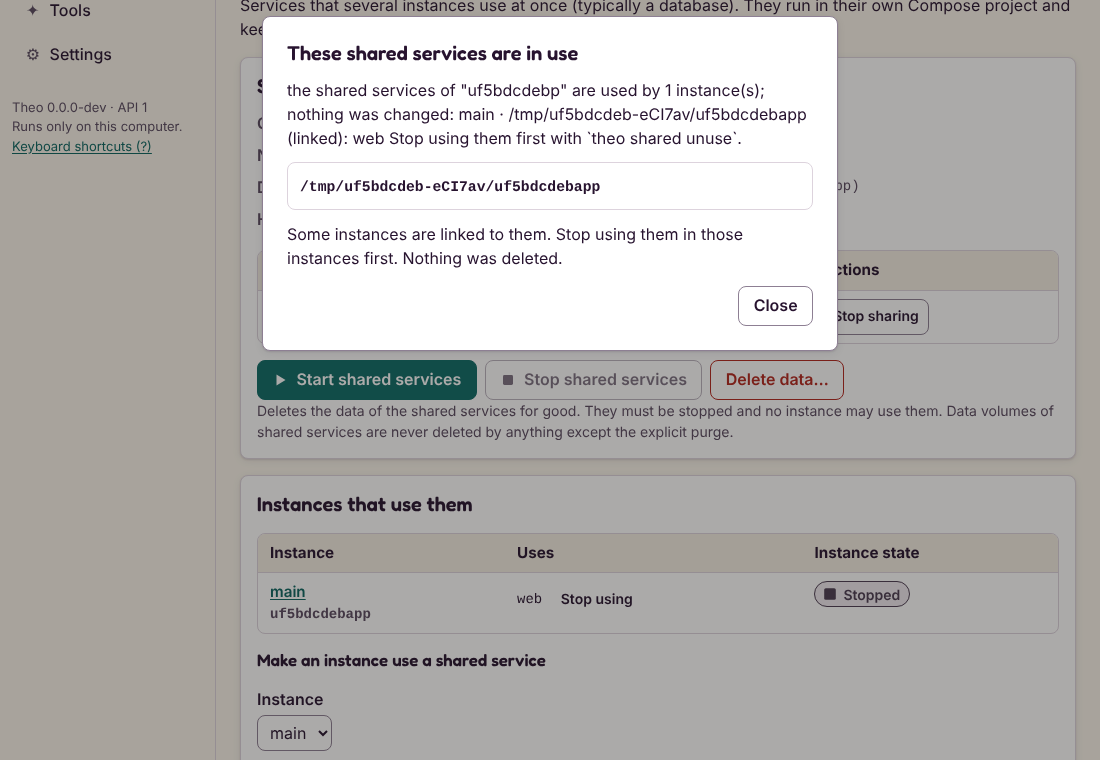 Tools
Settings
Theo 0.0.0-dev · API 1
Runs only on this computer.
Keyboard shortcuts (?)
Services that several instances use at once (typically a database). They run in their own Compose project and
These shared services are in use
the shared services of "uf5bdcdebp" are used by 1 instance(s);
nothing was changed: main · /tmp/uf5bdcdeb-eCI7av/uf5bdcdebapp
(linked): web Stop using them first with `theo shared unuse`.
/tmp/uf5bdcdeb-eCI7av/uf5bdcdebapp
Some instances are linked to them. Stop using them in those
instances first. Nothing was deleted.
Close
Stop sharing
Start shared services
Stop shared services
Delete data...
Deletes the data of the shared services for good. They must be stopped and no instance may use them. Data volumes of
shared services are never deleted by anything except the explicit purge.
Instances that use them
Instance Uses Instance state
main
web Stop using Stopped
uf5bdcdebapp
Make an instance use a shared service
Instance
main